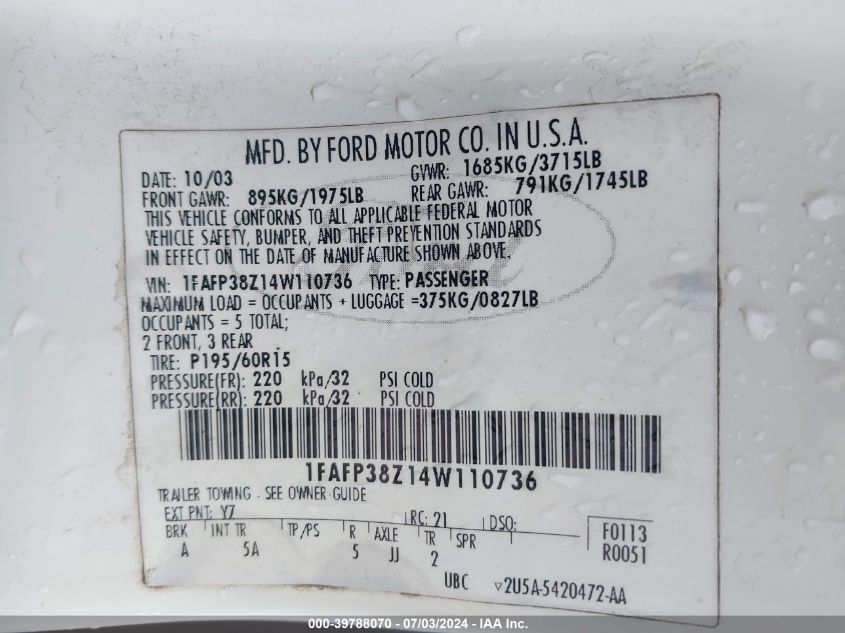 MFD. BY FORD MOTOR CO. IN U.S.A.
DATE: 10/03 GVWR: 1685KG/3715LB
FRONT GAWR: 895KG/1975LB REAR GAWR: 791KG/1745LB
THIS VEHICLE CONFORMS TO ALL APPLICABLE FEDERAL MOTOR
VEHICLE SAFETY, BUMPER, AND THEFT PREVENTION STANDARDS
IN EFFECT ON THE DATE OF MANUFACTURE SHOWN ABOVE.
VIN: 1FAFP38Z14W110736 TYPE: PASSENGER
MAXIMUM LOAD = OCCUPANTS + LUGGAGE =375KG/0827LB
OCCUPANTS = 5 TOTAL;
2 FRONT, 3 REAR
TIRE: P195/60R15
PRESSURE(FR): 220 kPa/32 PSI COLD
PRESSURE(RR): 220 kPa/32 PSI COLD
1FAFP38Z14W110736
TRAILER TOWING - SEE OWNER GUIDE
EXT PNT: Y7 RC: 21 DSO:
BRK INT TR TP/PS R AXLE TR SPR F0113
A 5A 5 JJ 2 R0051
UBC ▽2U5A-5420472-AA
000-39788070 - 07/03/2024 - IAA Inc.